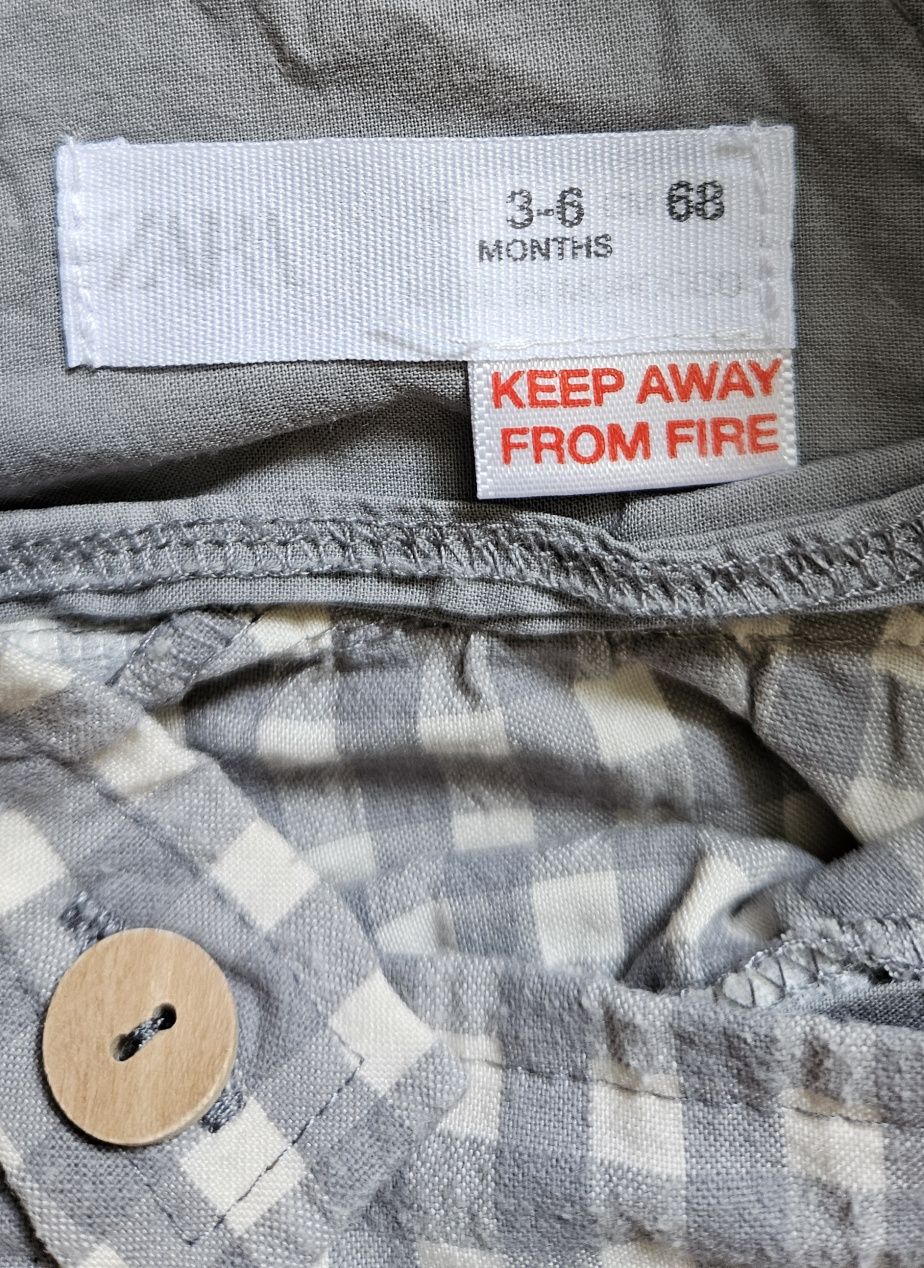 3-6 68
MONTHS
KEEP AWAY
FROM FIRE